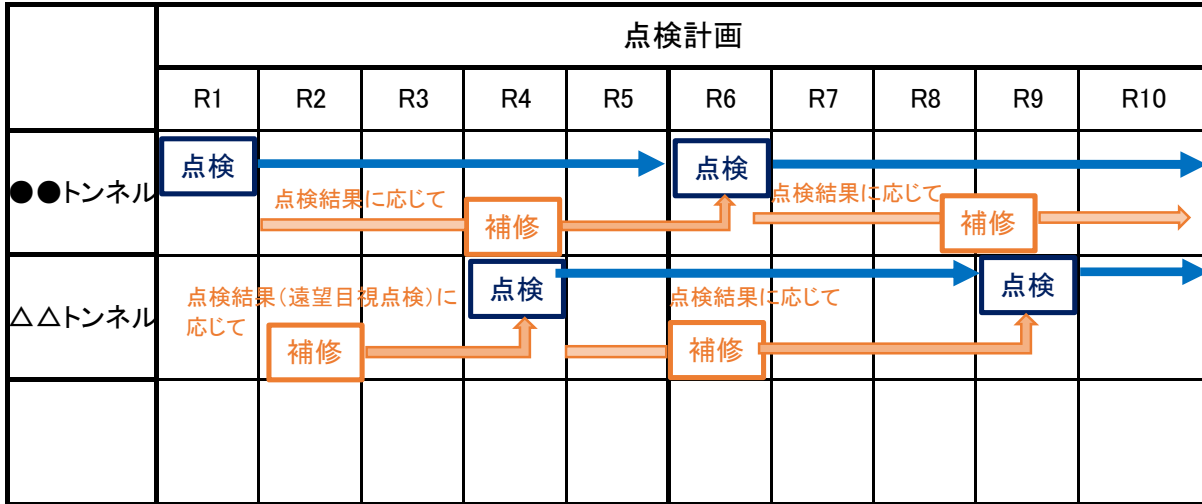 点検計画
R1 R2 R3 R4 R5 R6 R7 R8 R9 R10
●●トンネル
点検
点検
点検結果に応じて
点検結果に応じて
補修
補修
△△トンネル
点検
点検
点検結果(遠望目視点検)に
応じて
点検結果に応じて
補修
補修